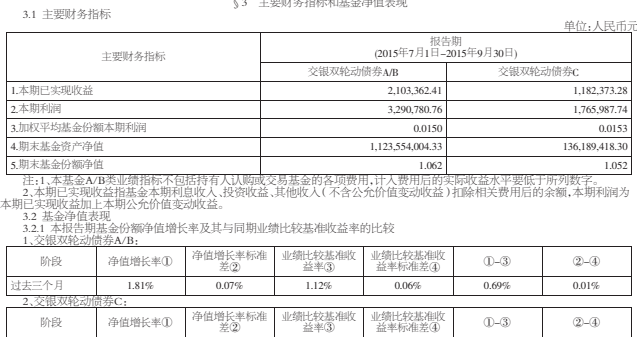 §3 主要财务指标和基金净值表现
3.1 主要财务指标
单位:人民币元
主要财务指标
报告期
(2015年7月1日-2015年9月30日)
交银双轮动债券A/B 交银双轮动债券C
1.本期已实现收益 2,103,362.41 1,182,373.28
2.本期利润 3,290,780.76 1,765,987.74
3.加权平均基金份额本期利润 0.0150 0.0153
4.期末基金资产净值 1,123,554,004.33 136,189,418.30
5.期末基金份额净值 1.062 1.052
注:1、本基金A/B类业绩指标不包括持有人认购或交易基金的各项费用,计入费用后的实际收益水平要低于所列数字。
2、本期已实现收益指基金本期利息收入、投资收益、其他收入(不含公允价值变动收益)扣除相关费用后的余额,本期利润为
本期已实现收益加上本期公允价值变动收益。
3.2 基金净值表现
3.2.1 本报告期基金份额净值增长率及其与同期业绩比较基准收益率的比较
1、交银双轮动债券A/B:
阶段 净值增长率① 净值增长率标准差② 业绩比较基准收益率③ 业绩比较基准收益率标准差④ ①-③ ②-④
过去三个月 1.81% 0.07% 1.12% 0.06% 0.69% 0.01%
2、交银双轮动债券C:
阶段 净值增长率① 净值增长率标准差② 业绩比较基准收益率③ 业绩比较基准收益率标准差④ ①-③ ②-④